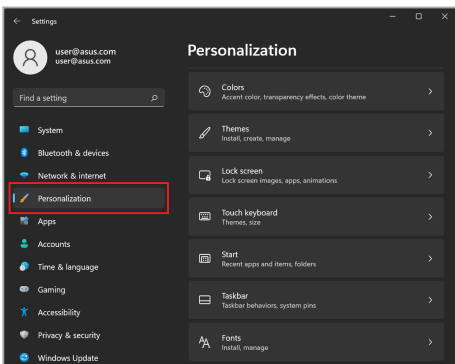 Settings
user@asus.com
user@asus.com
Find a setting
System
Bluetooth & devices
Network & internet
Personalization
Apps
Accounts
Time & language
Gaming
Accessibility
Privacy & security
Windows Update
Personalization
Colors
Accent color, transparency effects, color theme
Themes
Install, create, manage
Lock screen
Lock screen images, apps, animations
Touch keyboard
Themes, size
Start
Recent apps and items, folders
Taskbar
Taskbar behaviors, system pins
Fonts
Install, manage